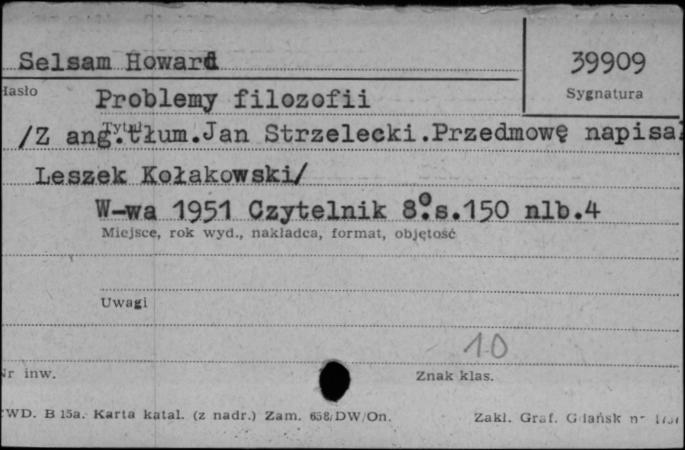 Selsam Howard
39909
Hasło
Sygnatura
Problemy filozofii
Tytuł
/Z ang.tłum.Jan Strzelecki.Przedmowę napisał
Leszek Kołakowski/
W-wa 1951 Czytelnik 8°.s.150 nlb.4
Miejsce, rok wyd., nakładca, format, objętość
Uwagi
10
Nr inw.
Znak klas.
WD. B 15a. Karta katal. (z nadr.) Zam. 658/DW/On.
Zakł. Graf. Gdańsk